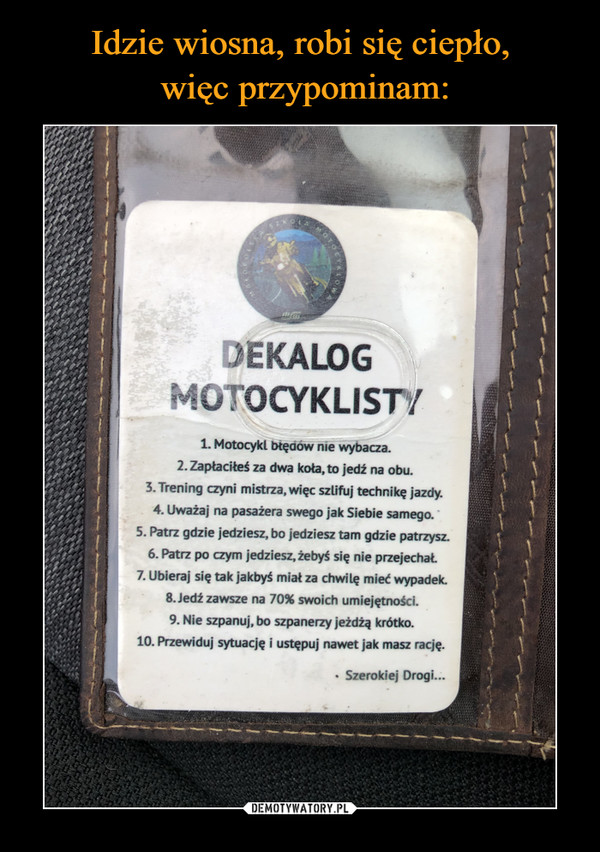 Idzie wiosna, robi się ciepło,
więc przypominam:
DEKALOG
MOTOCYKLISTY
1. Motocykl błędów nie wybacza.
2. Zapłaciłeś za dwa koła, to jedź na obu.
3. Trening czyni mistrza, więc szlifuj technikę jazdy.
4. Uważaj na pasażera swego jak Siebie samego.
5. Patrz gdzie jedziesz, bo jedziesz tam gdzie patrzysz.
6. Patrz po czym jedziesz, żebyś się nie przejechał.
7. Ubieraj się tak jakbyś miał za chwilę mieć wypadek.
8. Jedź zawsze na 70% swoich umiejętności.
9. Nie szpanuj, bo szpanerzy jeżdżą krótko.
10. Przewiduj sytuację i ustępuj nawet jak masz rację.
• Szerokiej Drogi...
DEMOTYWATORY.PL